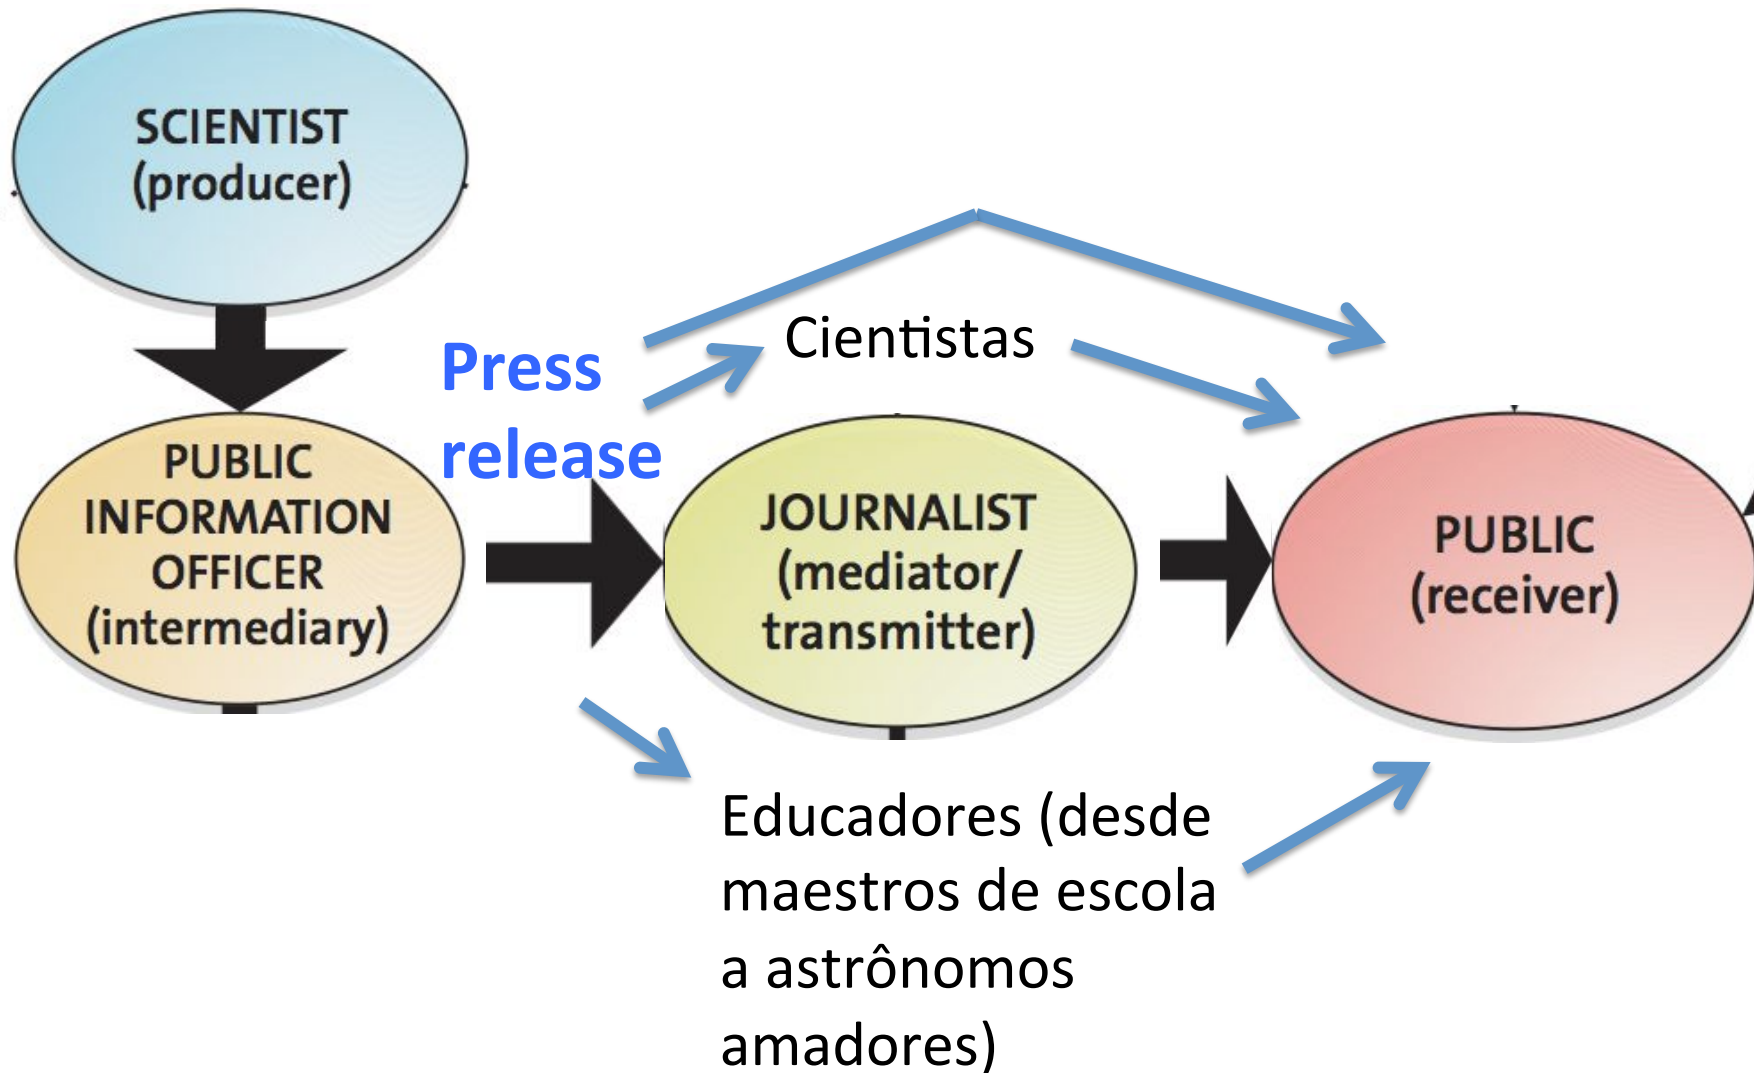 SCIENTIST
(producer)
PUBLIC
INFORMATION
OFFICER
(intermediary)
Press
release
Cientistas
JOURNALIST
(mediator/
transmitter)
PUBLIC
(receiver)
Educadores (desde
maestros de escola
a astrônomos
amadores)